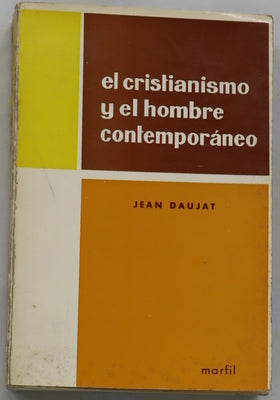 el cristianismo
y el hombre
contemporáneo
JEAN DAUJAT
marfil